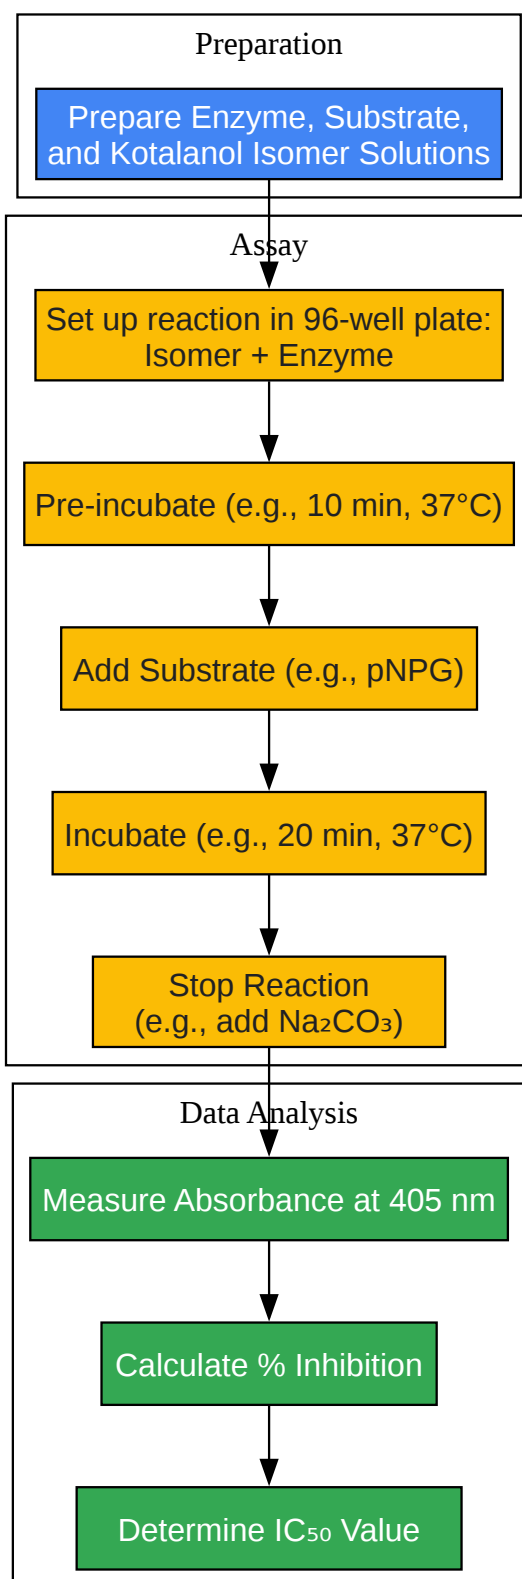 Preparation
Prepare Enzyme, Substrate,
and Kotalanol Isomer Solutions
Assay
Set up reaction in 96-well plate:
Isomer + Enzyme
Pre-incubate (e.g., 10 min, 37°C)
Add Substrate (e.g., pNPG)
Incubate (e.g., 20 min, 37°C)
Stop Reaction
(e.g., add Na₂CO₃)
Data Analysis
Measure Absorbance at 405 nm
Calculate % Inhibition
Determine IC₅₀ Value